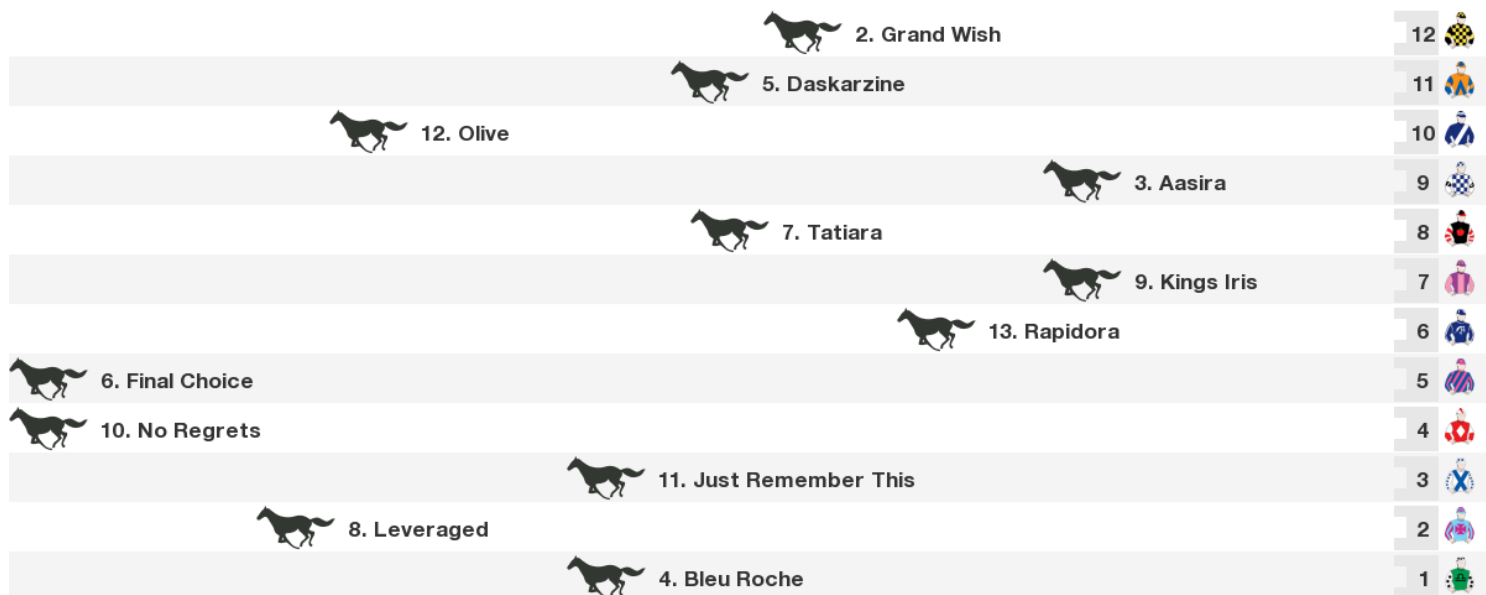 2. Grand Wish 12
5. Daskarzine 11
12. Olive 10
3. Aasira 9
7. Tatiara 8
9. Kings Iris 7
13. Rapidora 6
6. Final Choice 5
10. No Regrets 4
11. Just Remember This 3
8. Leveraged 2
4. Bleu Roche 1